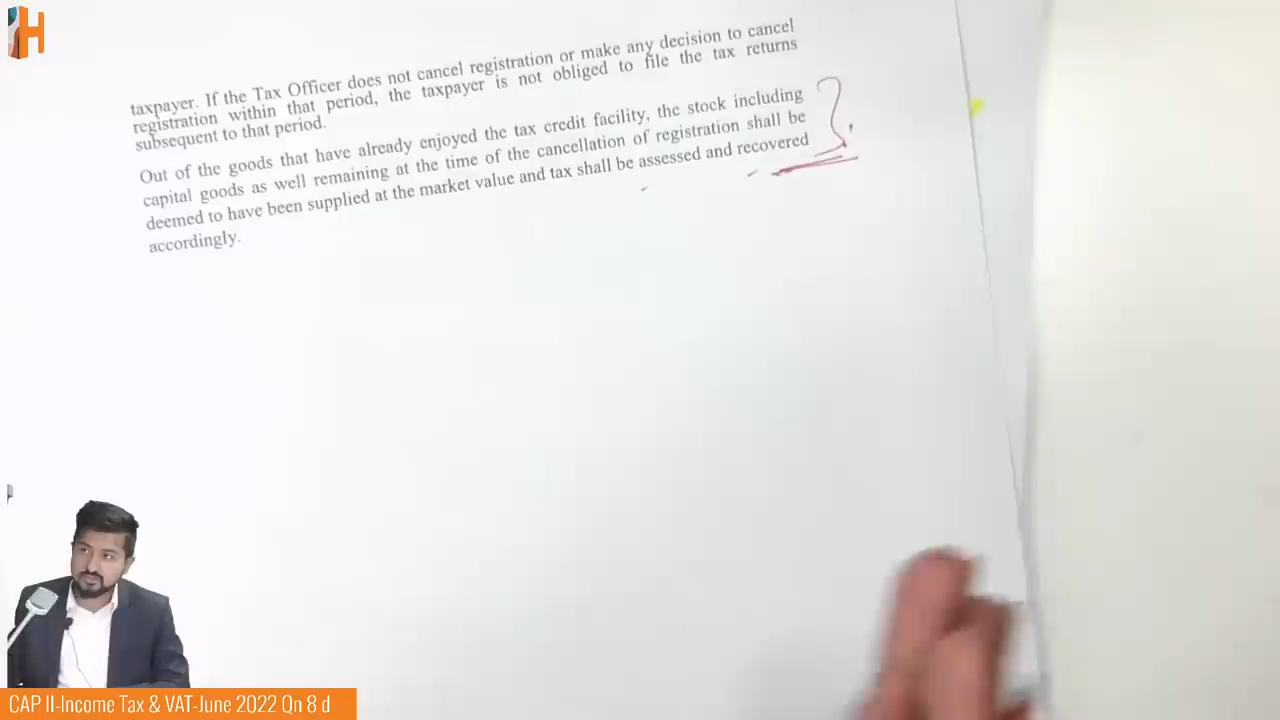 H
taxpayer. If the Tax Officer does not cancel registration or make any decision to cancel
registration within that period, the taxpayer is not obliged to file the tax returns
subsequent to that period.
Out of the goods that have already enjoyed the tax credit facility, the stock including
capital goods as well remaining at the time of the cancellation of registration shall be
deemed to have been supplied at the market value and tax shall be assessed and recovered
accordingly.
CAP II-Income Tax & VAT-June 2022 Qn 8 d